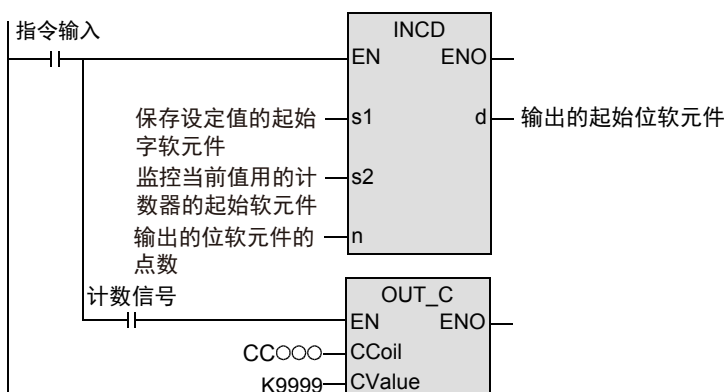 指令输入
INCD
EN ENO
保存设定值的起始
字软元件
s1 d 输出的起始位软元件
监控当前值用的计
数器的起始软元件
s2
输出的位软元件的
点数
n
计数信号
OUT_C
EN ENO
CC○○○ CCoil
K9999 CValue